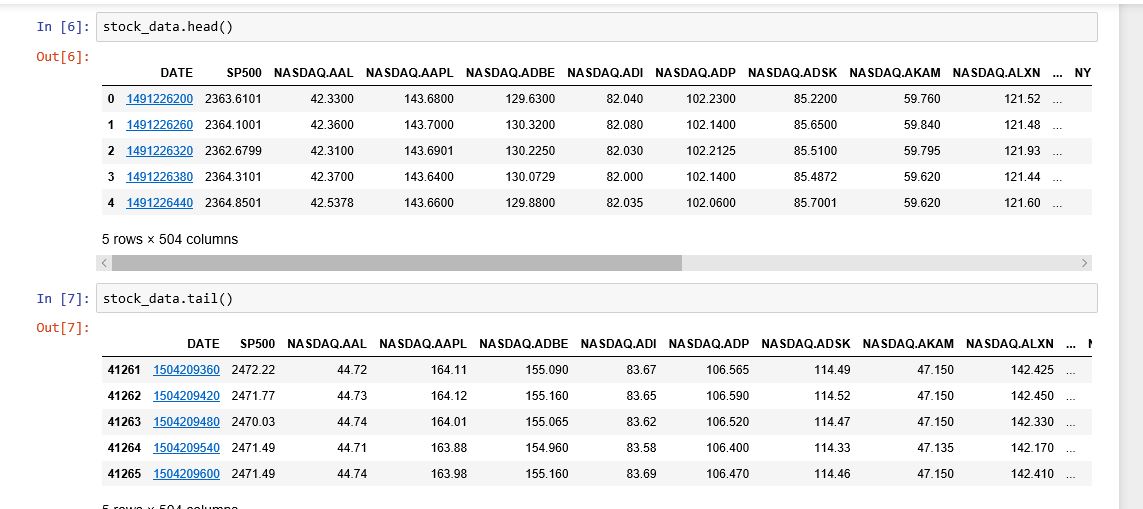 In [6]: stock_data.head()
Out[6]:
DATE SP500 NASDAQ.AAL NASDAQ.AAPL NASDAQ.ADBE NASDAQ.ADI NASDAQ.ADP NASDAQ.ADSK NASDAQ.AKAM NASDAQ.ALXN ... NY
0 1491226200 2363.6101 42.3300 143.6800 129.6300 82.040 102.2300 85.2200 59.760 121.52 ...
1 1491226260 2364.1001 42.3600 143.7000 130.3200 82.080 102.1400 85.6500 59.840 121.48 ...
2 1491226320 2362.6799 42.3100 143.6901 130.2250 82.030 102.2125 85.5100 59.795 121.93 ...
3 1491226380 2364.3101 42.3700 143.6400 130.0729 82.000 102.1400 85.4872 59.620 121.44 ...
4 1491226440 2364.8501 42.5378 143.6600 129.8800 82.035 102.0600 85.7001 59.620 121.60 ...
5 rows × 504 columns
In [7]: stock_data.tail()
Out[7]:
DATE SP500 NASDAQ.AAL NASDAQ.AAPL NASDAQ.ADBE NASDAQ.ADI NASDAQ.ADP NASDAQ.ADSK NASDAQ.AKAM NASDAQ.ALXN ...
41261 1504209360 2472.22 44.72 164.11 155.090 83.67 106.565 114.49 47.150 142.425 ...
41262 1504209420 2471.77 44.73 164.12 155.160 83.65 106.590 114.52 47.150 142.450 ...
41263 1504209480 2470.03 44.74 164.01 155.065 83.62 106.520 114.47 47.150 142.330 ...
41264 1504209540 2471.49 44.71 163.88 154.960 83.58 106.400 114.33 47.135 142.170 ...
41265 1504209600 2471.49 44.74 163.98 155.160 83.69 106.470 114.46 47.150 142.410 ...
5 rows × 504 columns